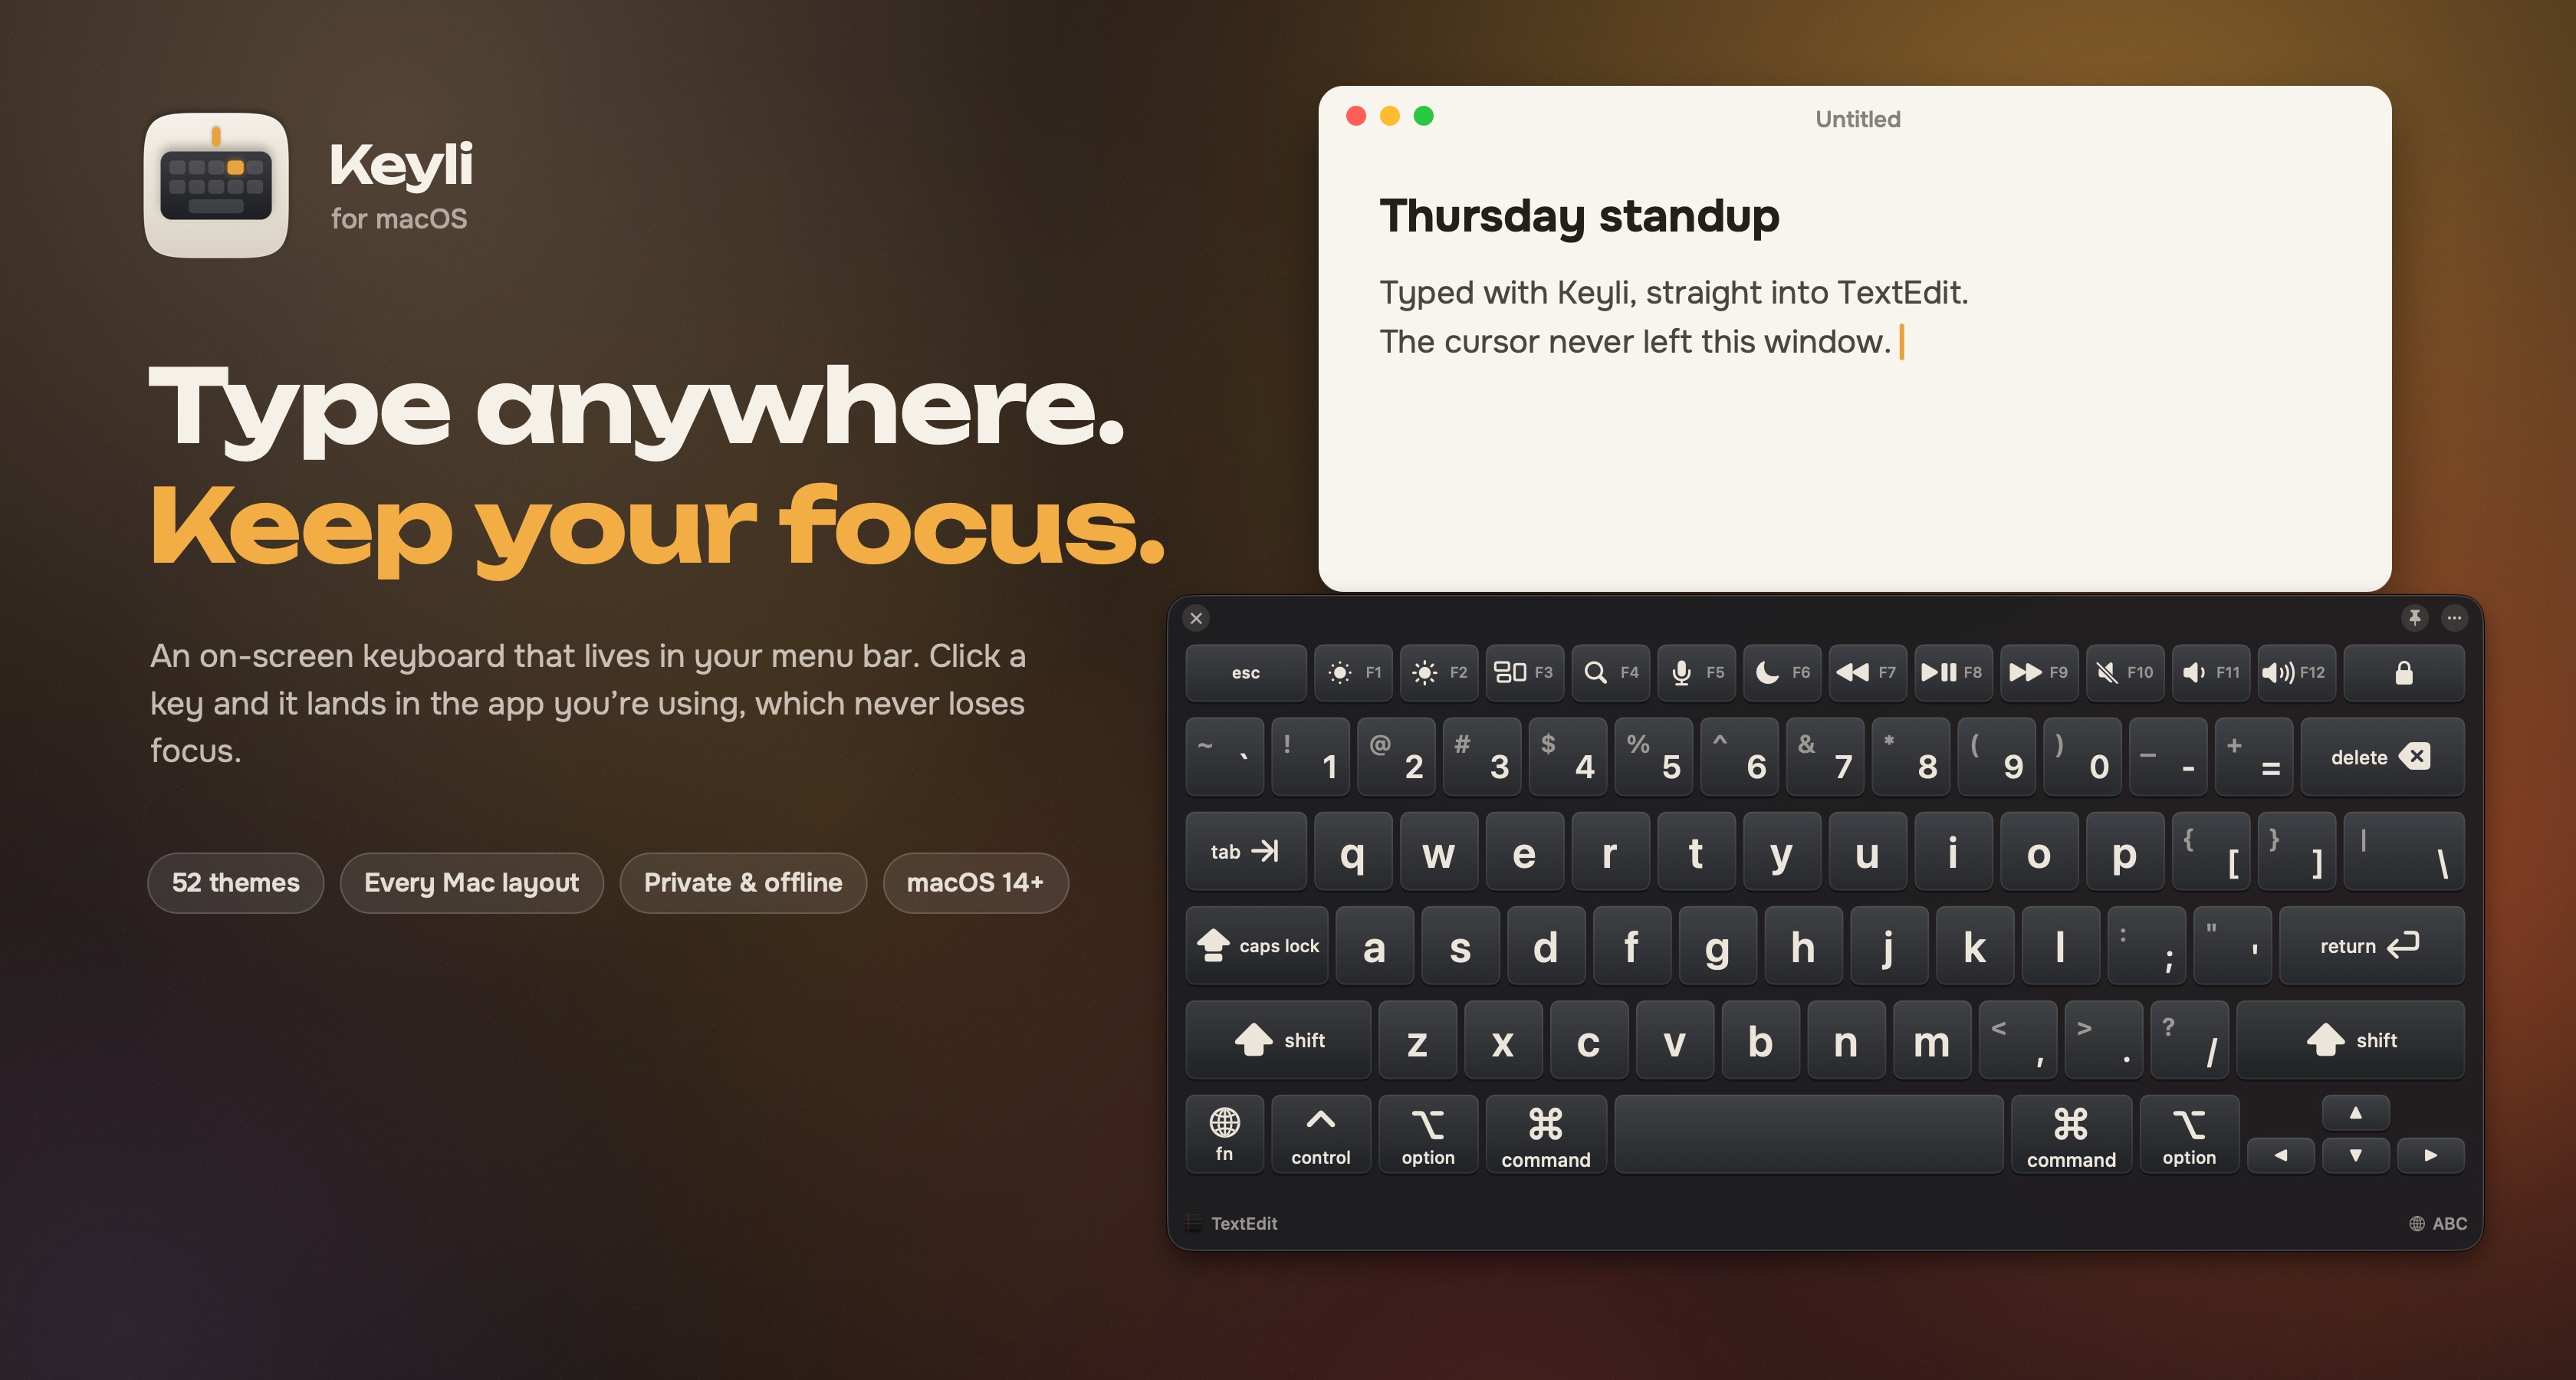 Keyli
for macOS
Type anywhere.
Keep your focus.
An on-screen keyboard that lives in your menu bar. Click a
key and it lands in the app you’re using, which never loses
focus.
52 themes
Every Mac layout
Private & offline
macOS 14+
Untitled
Thursday standup
Typed with Keyli, straight into TextEdit.
The cursor never left this window.
esc F1 F2 F3 F4 F5 F6 F7 F8 F9 F10 F11 F12
~ ` ! 1 @ 2 # 3 $ 4 % 5 ^ 6 & 7 * 8 ( 9 ) 0 _ - + = delete
tab q w e r t y u i o p { [ } ] | \
caps lock a s d f g h j k l : ; " ' return
shift z x c v b n m < , > . ? / shift
fn control option command command option
TextEdit
ABC